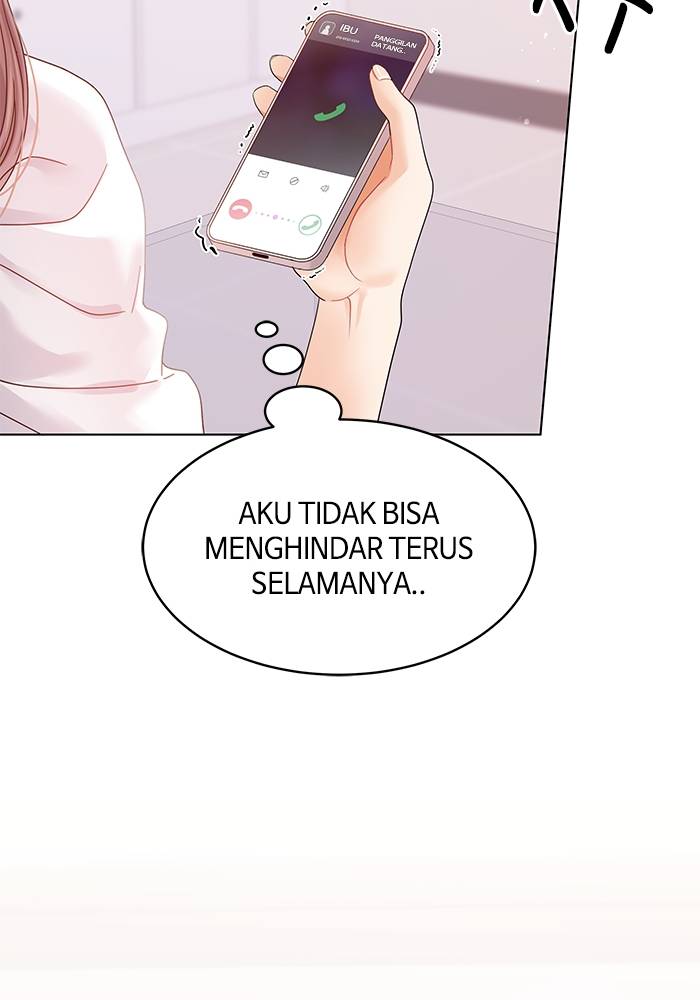 IBU
PANGGILAN
DATANG..
AKU TIDAK BISA
MENGHINDAR TERUS
SELAMANYA..